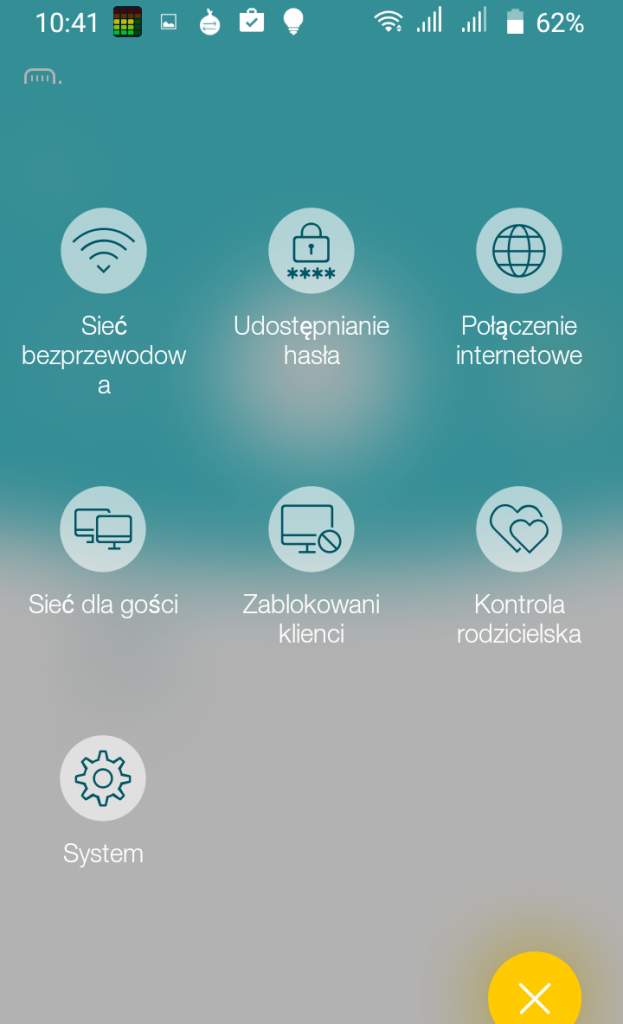 10:41 62%
Sieć
bezprzewodow
a
Udostępnianie
hasła
Połączenie
internetowe
****
Sieć dla gości
Zablokowani
klienci
Kontrola
rodzicielska
System